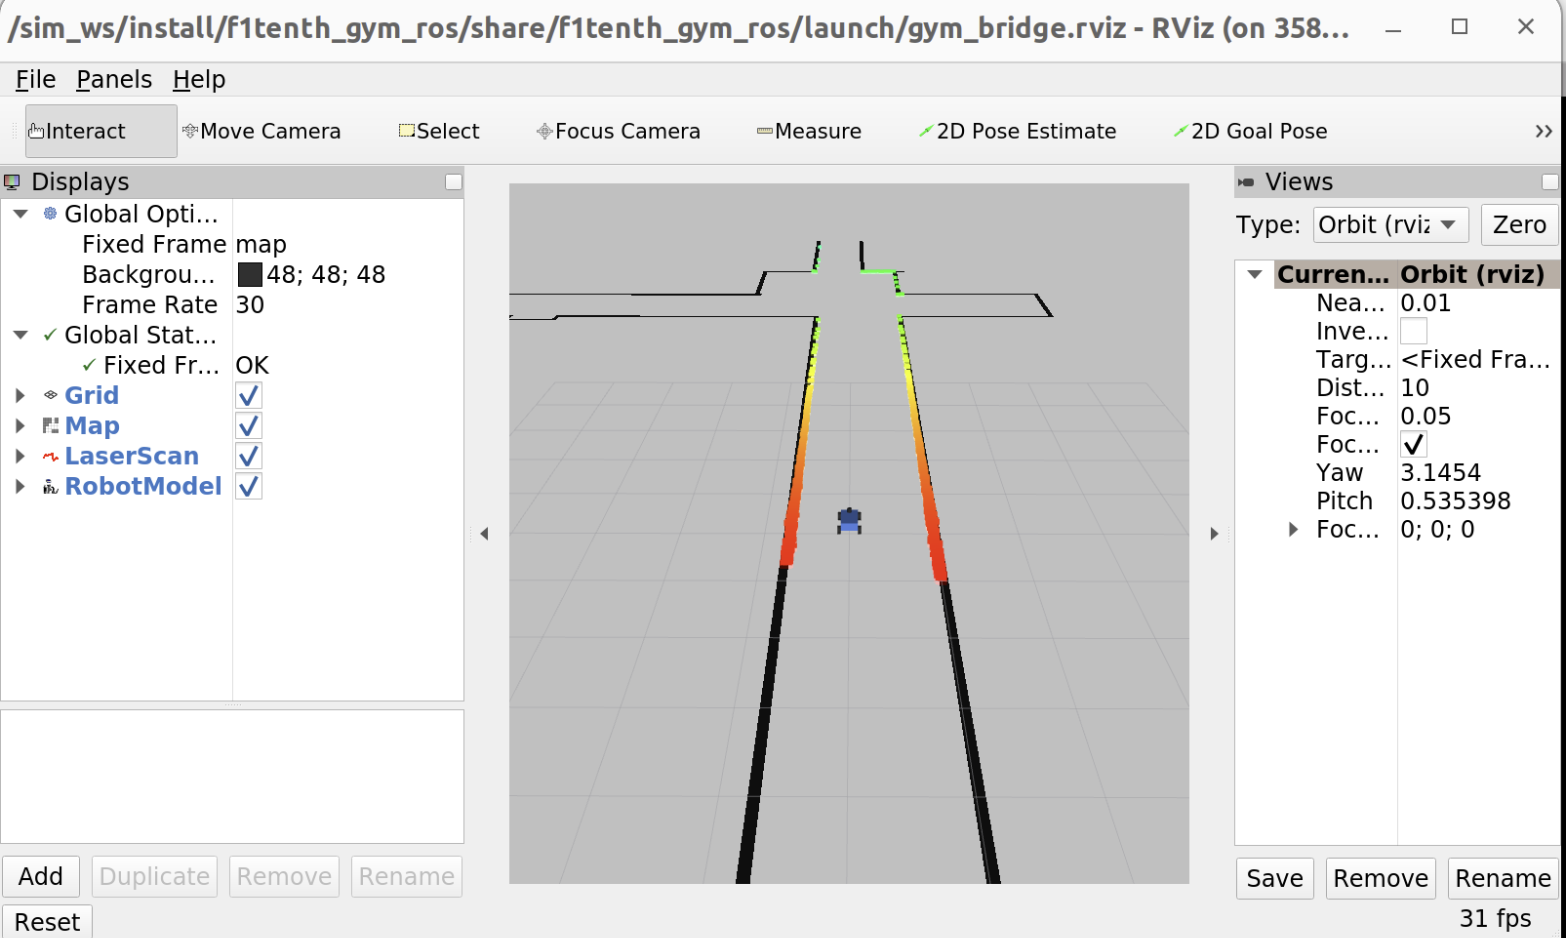 /sim_ws/install/f1tenth_gym_ros/share/f1tenth_gym_ros/launch/gym_bridge.rviz - RViz (on 358...
File Panels Help
Interact Move Camera Select Focus Camera Measure 2D Pose Estimate 2D Goal Pose
Displays
Global Opti...
Fixed Frame map
Backgrou... 48; 48; 48
Frame Rate 30
Global Stat...
Fixed Fr... OK
Grid
Map
LaserScan
RobotModel
Add Duplicate Remove Rename
Reset
Views
Type: Orbit (rviz Zero
Curren... Orbit (rviz)
Nea... 0.01
Inve...
Targ... <Fixed Fra...
Dist... 10
Foc... 0.05
Foc...
Yaw 3.1454
Pitch 0.535398
Foc... 0; 0; 0
Save Remove Rename
31 fps